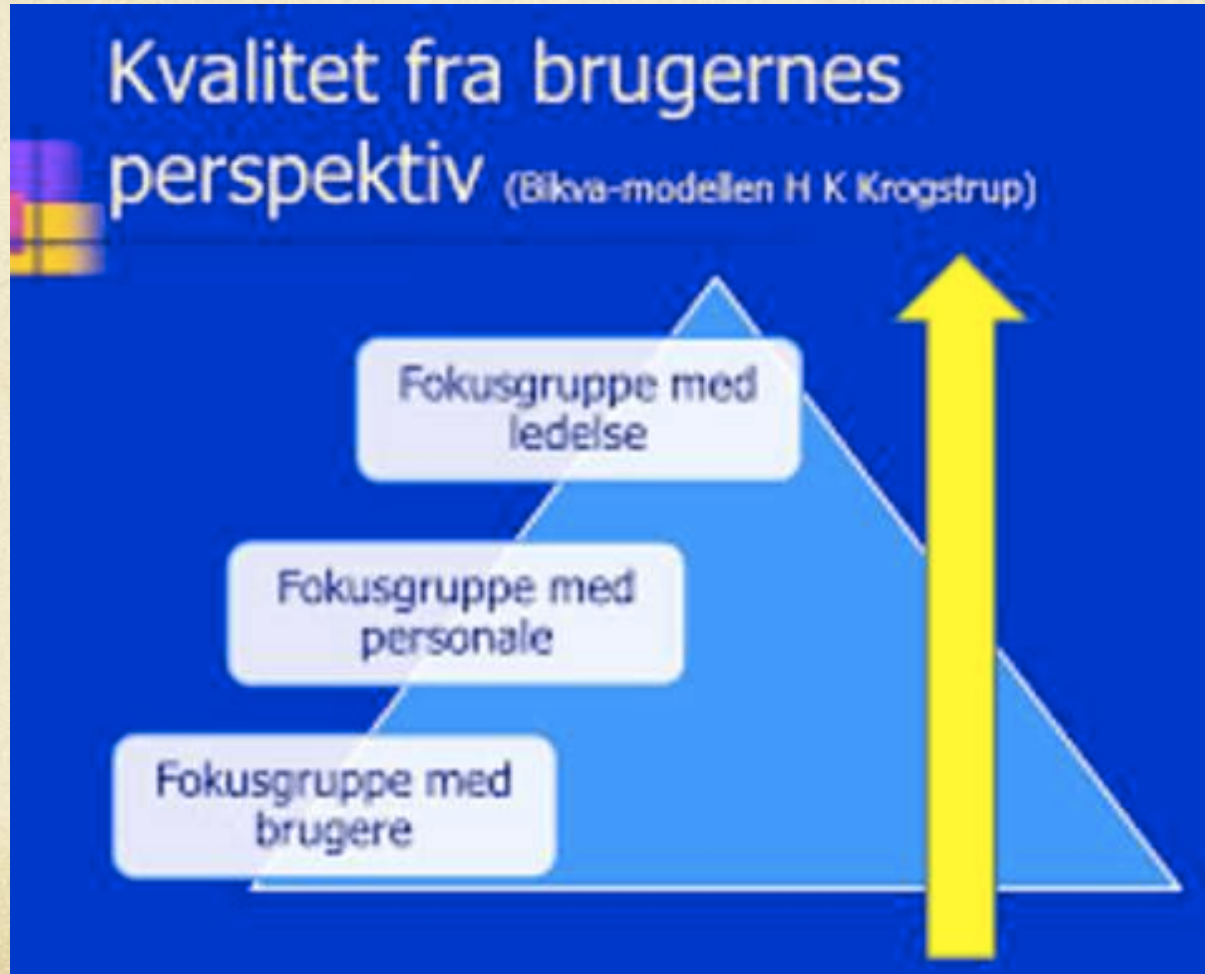 Kvalitet fra brugernes
perspektiv (Bikva-modellen H K Krogstrup)
Fokusgruppe med
ledelse
Fokusgruppe med
personale
Fokusgruppe med
brugere